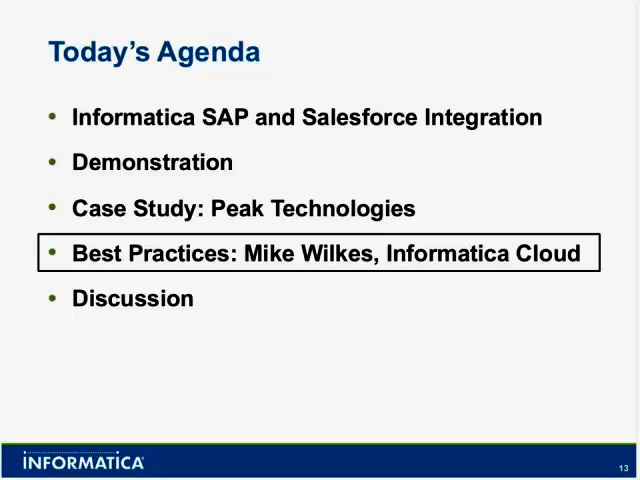 Today's Agenda
• Informatica SAP and Salesforce Integration
• Demonstration
• Case Study: Peak Technologies
• Best Practices: Mike Wilkes, Informatica Cloud
• Discussion
INFORMATICA
13